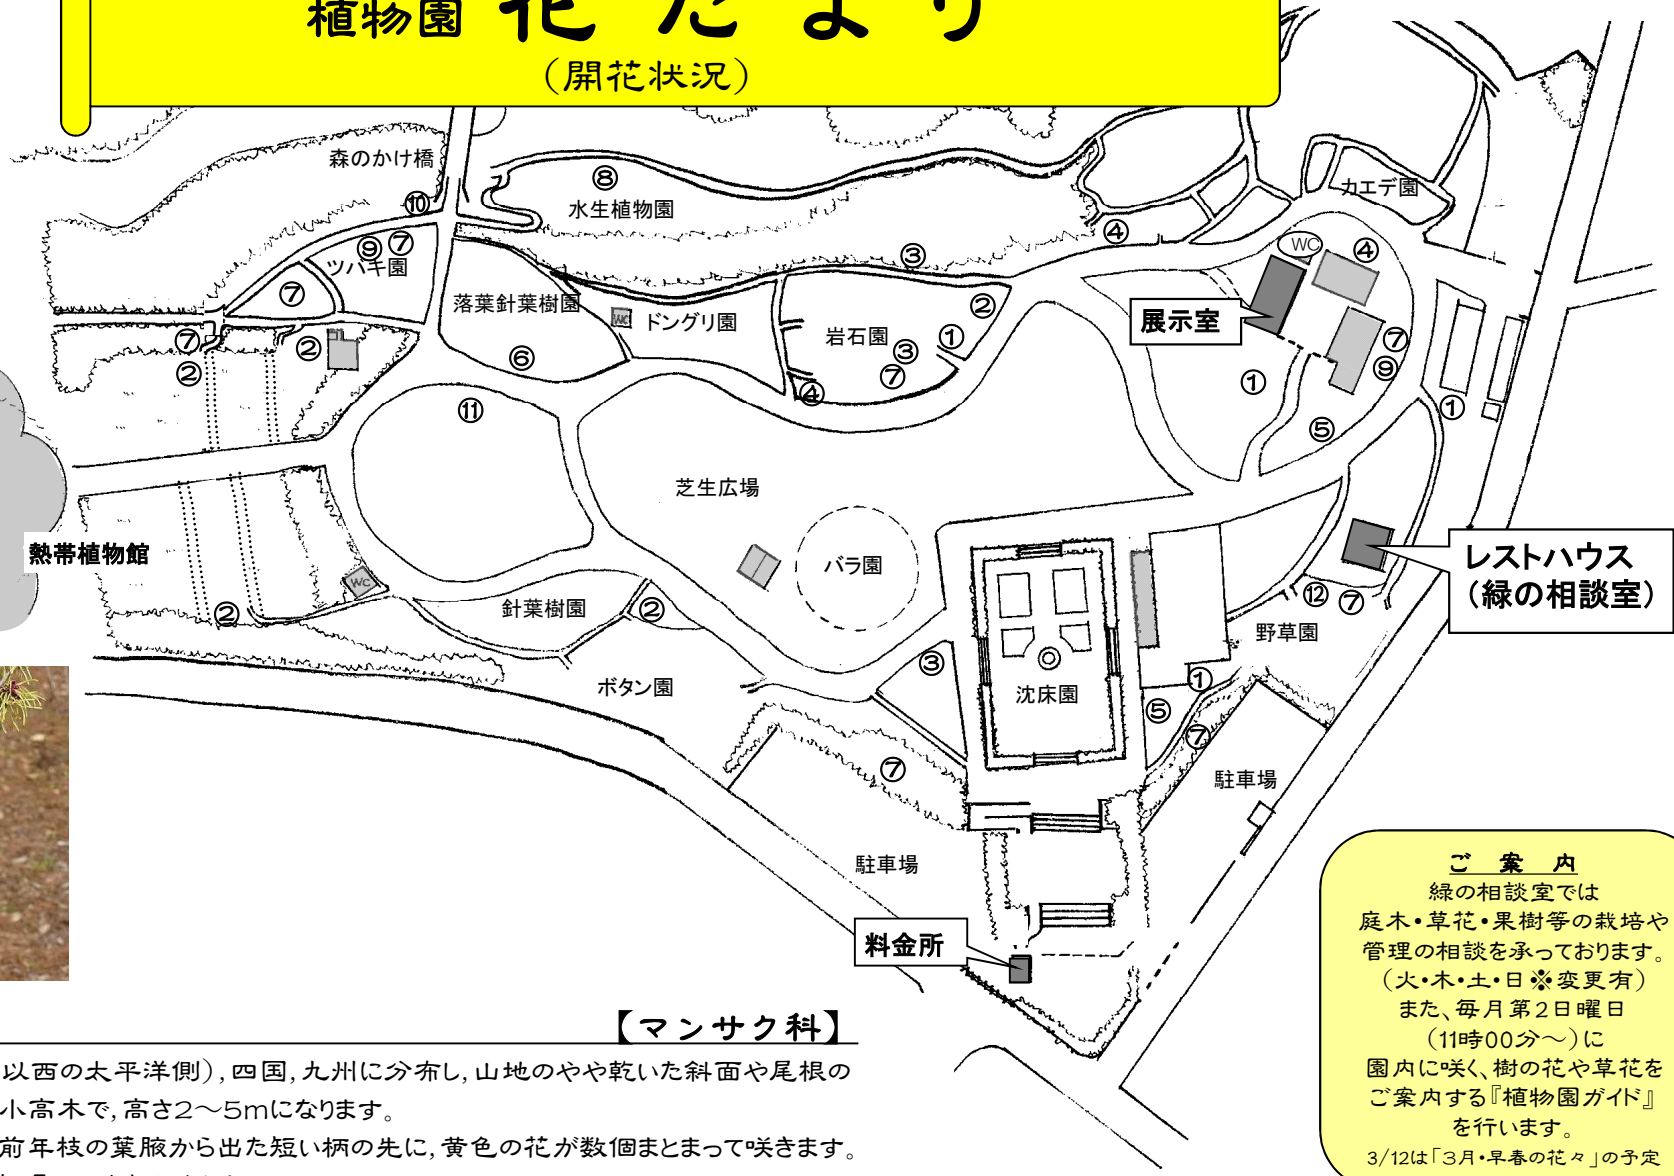 植物園 花だより
(開花状況)
森のかけ橋
⑧
水生植物園
カエデ園
⑩
④
WC
④
⑨ ⑦
ツバキ園
③
⑦
落葉針葉樹園
WC
ドングリ園
②
展示室
岩石園
①
⑦
②
⑦
②
⑥
③
⑦
⑨
④
①
①
⑪
⑤
芝生広場
熱帯植物館
バラ園
レストハウス
(緑の相談室)
WC
②
針葉樹園
②
⑫ ⑦
野草園
③
ボタン園
沈床園
①
⑤
⑦
⑦
駐車場
駐車場
料金所
【マンサク科】
以西の太平洋側),四国,九州に分布し,山地のやや乾いた斜面や尾根の
小高木で,高さ2~5mになります。
前年枝の葉腋から出た短い柄の先に,黄色の花が数個まとまって咲きます。
ご 案 内
緑の相談室では
庭木・草花・果樹等の栽培や
管理の相談を承っております。
(火・木・土・日※変更有)
また、毎月第2日曜日
(11時00分~)に
園内に咲く、樹の花や草花を
ご案内する『植物園ガイド』
を行います。
3/12は「3月・早春の花々」の予定